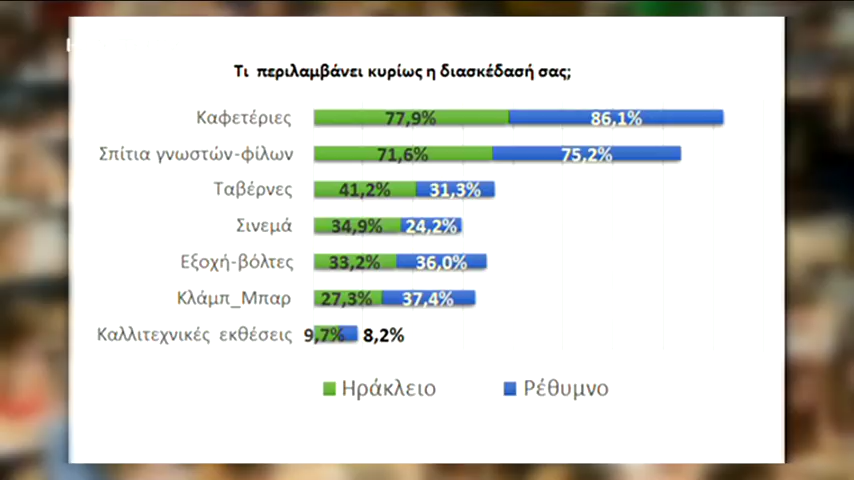 Τι περιλαμβάνει κυρίως η διασκέδασή σας;
Καφετέριες 77,9% 86,1%
Σπίτια γνωστών-φίλων 71,6% 75,2%
Ταβέρνες 41,2% 31,3%
Σινεμά 34,9% 24,2%
Εξοχή-βόλτες 33,2% 36,0%
Κλάμπ_Μπαρ 27,3% 37,4%
Καλλιτεχνικές εκθέσεις 9,7% 8,2%
Ηράκλειο Ρέθυμνο